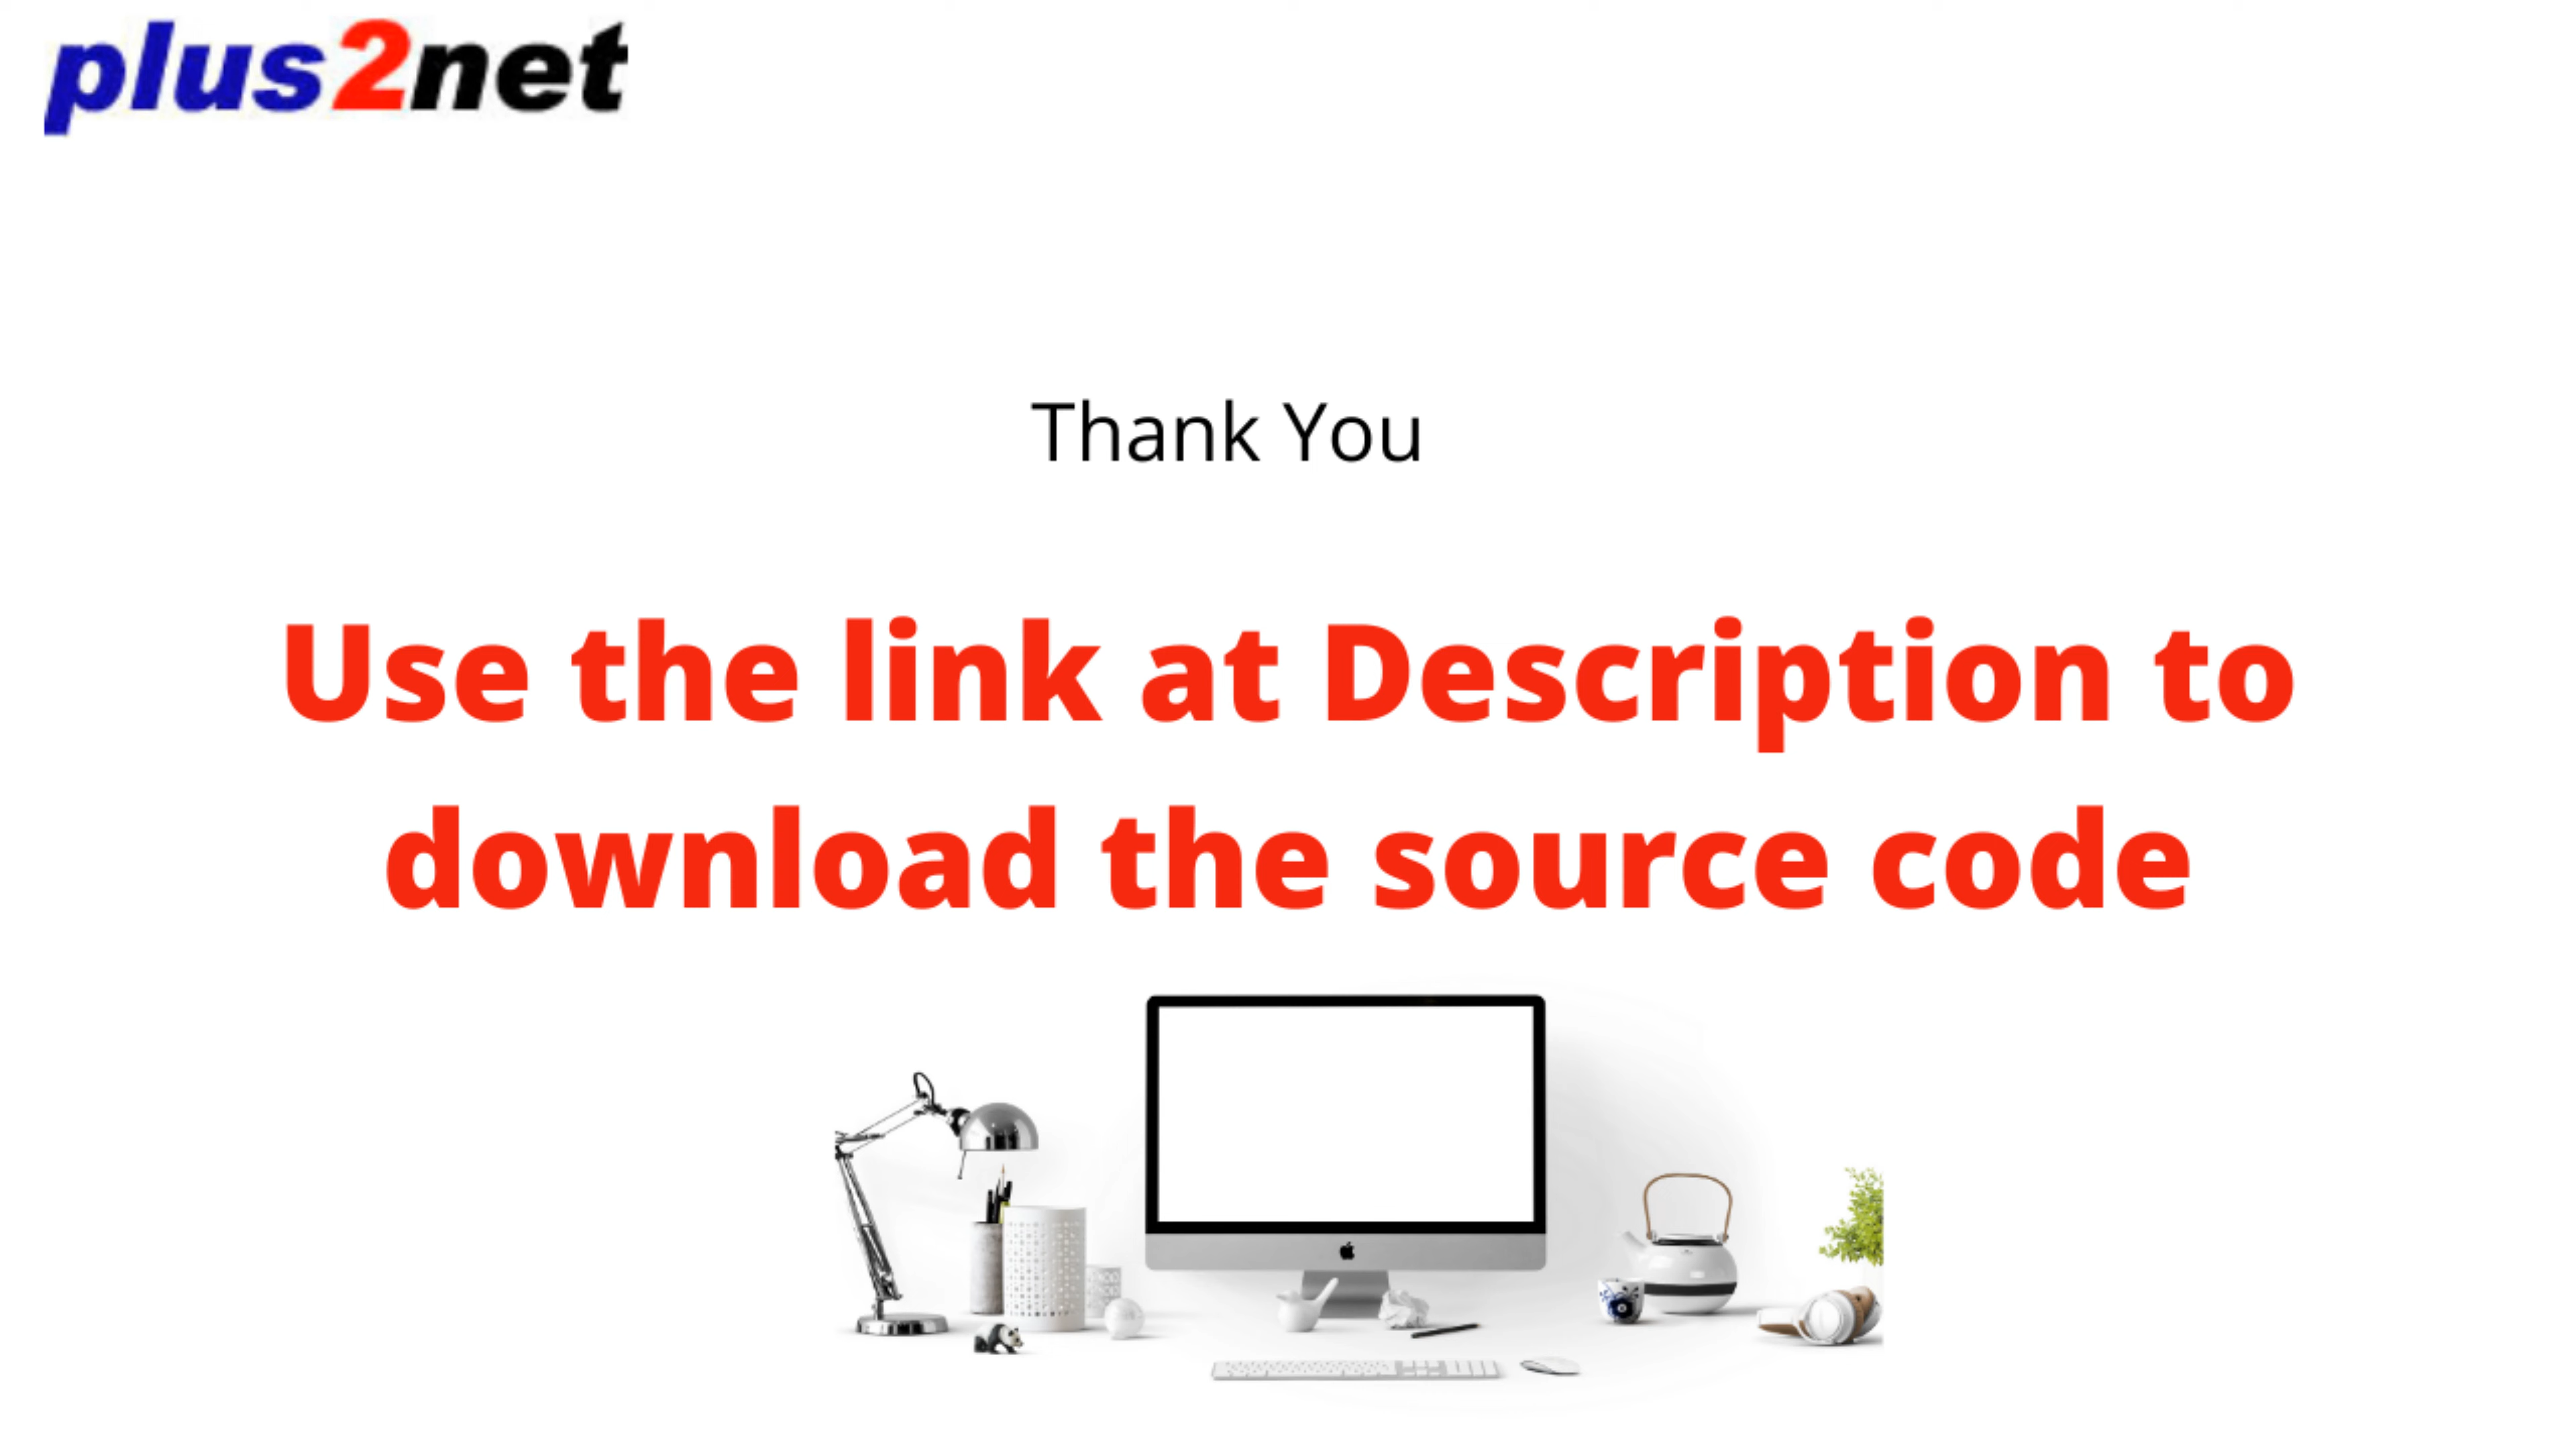 plus2net
Thank You
Use the link at Description to
download the source code